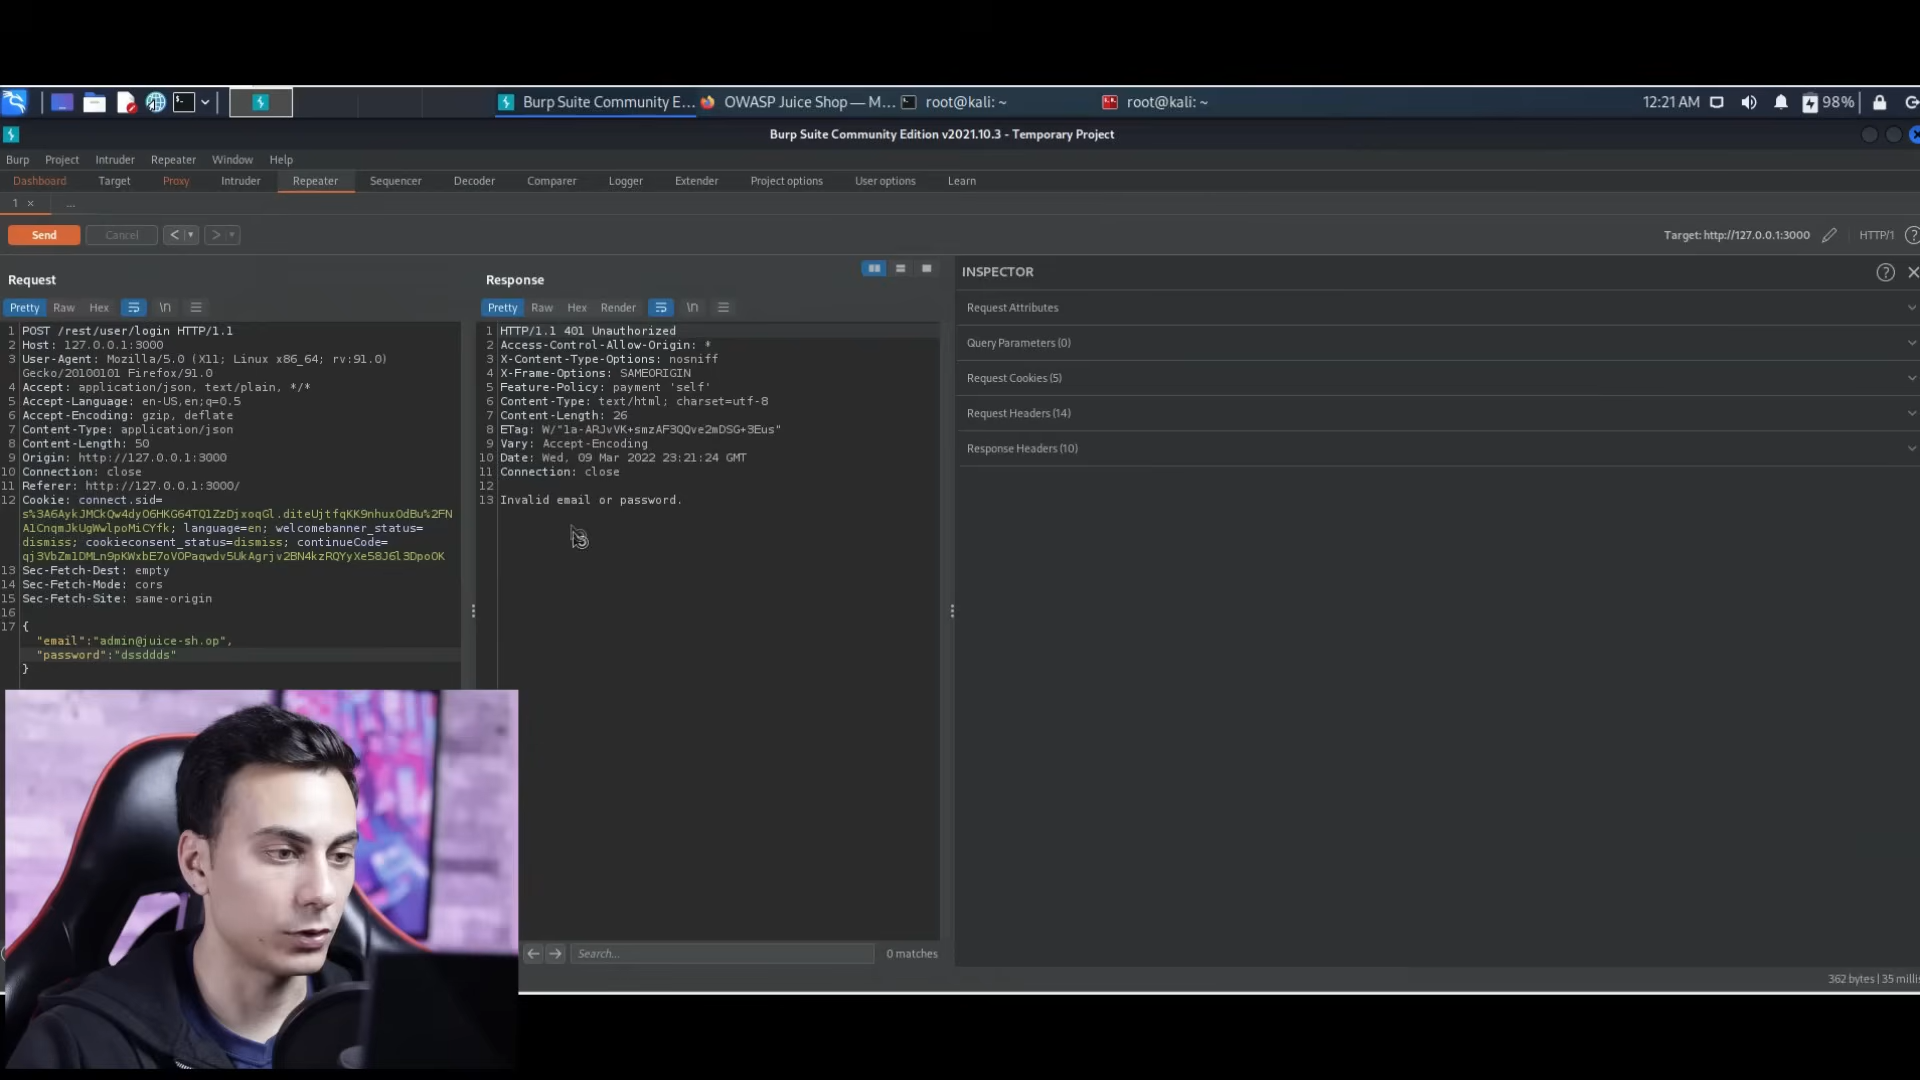 Burp Suite Community E... OWASP Juice Shop — M... root@kali: ~ root@kali: ~ 12:21 AM 98%
Burp Suite Community Edition v2021.10.3 - Temporary Project
Burp Project Intruder Repeater Window Help
Dashboard Target Proxy Intruder Repeater Sequencer Decoder Comparer Logger Extender Project options User options Learn
1 × ...
Send Cancel < > Target: http://127.0.0.1:3000 HTTP/1 ?
Request
Pretty Raw Hex \n
1 POST /rest/user/login HTTP/1.1
2 Host: 127.0.0.1:3000
3 User-Agent: Mozilla/5.0 (X11; Linux x86_64; rv:91.0)
Gecko/20100101 Firefox/91.0
4 Accept: application/json, text/plain, */*
5 Accept-Language: en-US,en;q=0.5
6 Accept-Encoding: gzip, deflate
7 Content-Type: application/json
8 Content-Length: 50
9 Origin: http://127.0.0.1:3000
10 Connection: close
11 Referer: http://127.0.0.1:3000/
12 Cookie: connect.sid=
language=en; welcomebanner_status=
dismiss; cookieconsent_status=dismiss; continueCode=
13 Sec-Fetch-Dest: empty
14 Sec-Fetch-Mode: cors
15 Sec-Fetch-Site: same-origin
16
17 {
"email":"admin@juice-sh.op",
"password":"dssddds"
}
Response
Pretty Raw Hex Render \n
1 HTTP/1.1 401 Unauthorized
2 Access-Control-Allow-Origin: *
3 X-Content-Type-Options: nosniff
4 X-Frame-Options: SAMEORIGIN
5 Feature-Policy: payment 'self'
6 Content-Type: text/html; charset=utf-8
7 Content-Length: 26
8 ETag: W/"1a-ARJvVK+smzAF3QQve2mDSG+3Eus"
9 Vary: Accept-Encoding
10 Date: Wed, 09 Mar 2022 23:21:24 GMT
11 Connection: close
12
13 Invalid email or password.
Search... 0 matches
INSPECTOR
Request Attributes
Query Parameters (0)
Request Cookies (5)
Request Headers (14)
Response Headers (10)
362 bytes | 35 milli